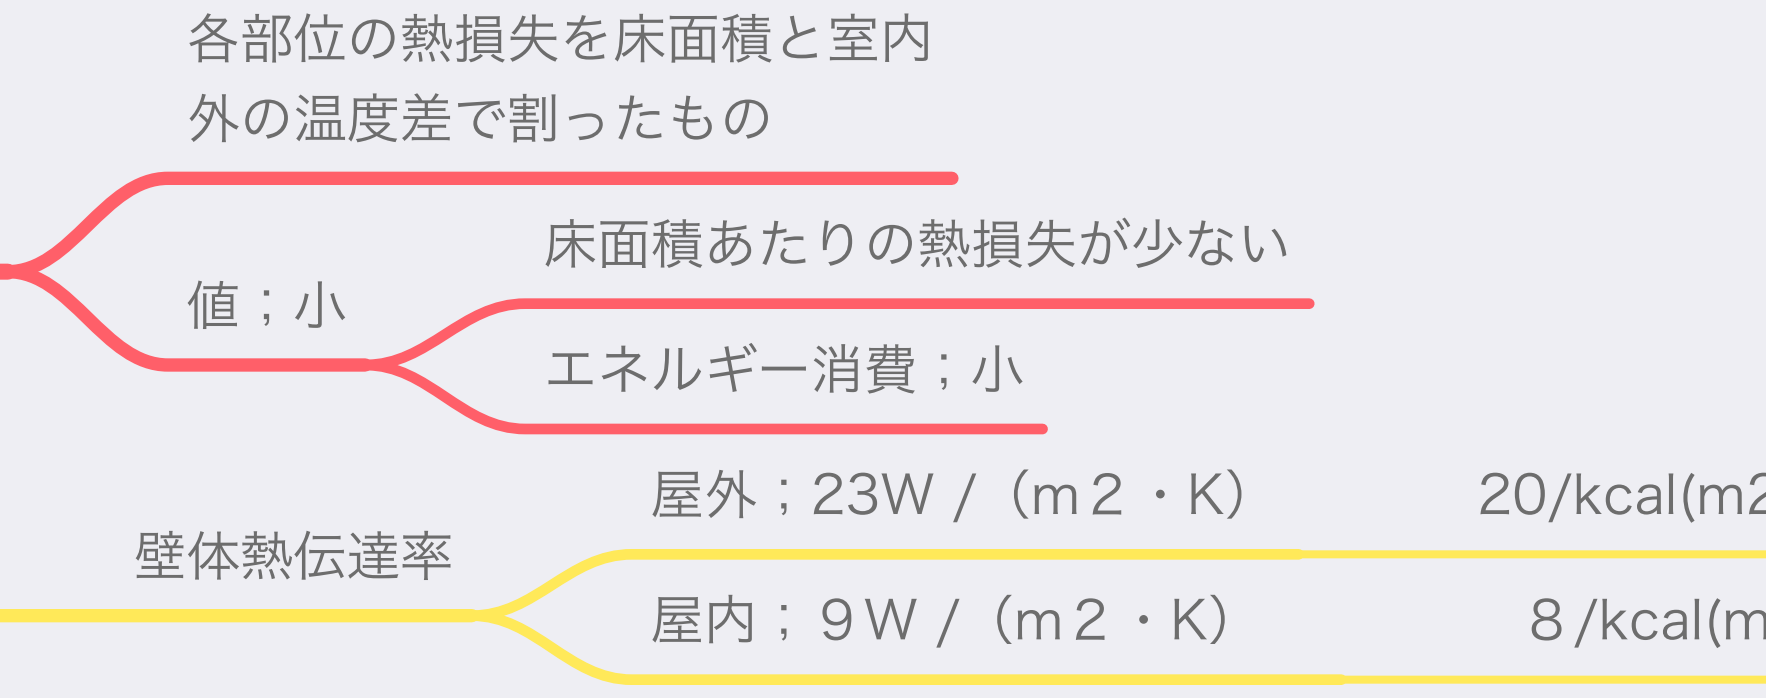 各部位の熱損失を床面積と室内
外の温度差で割ったもの
床面積あたりの熱損失が少ない
値；小
エネルギー消費；小
屋外；23W /（m２・K）
20/kcal(m2
壁体熱伝達率
屋内；９W /（m２・K）
８/kcal(m